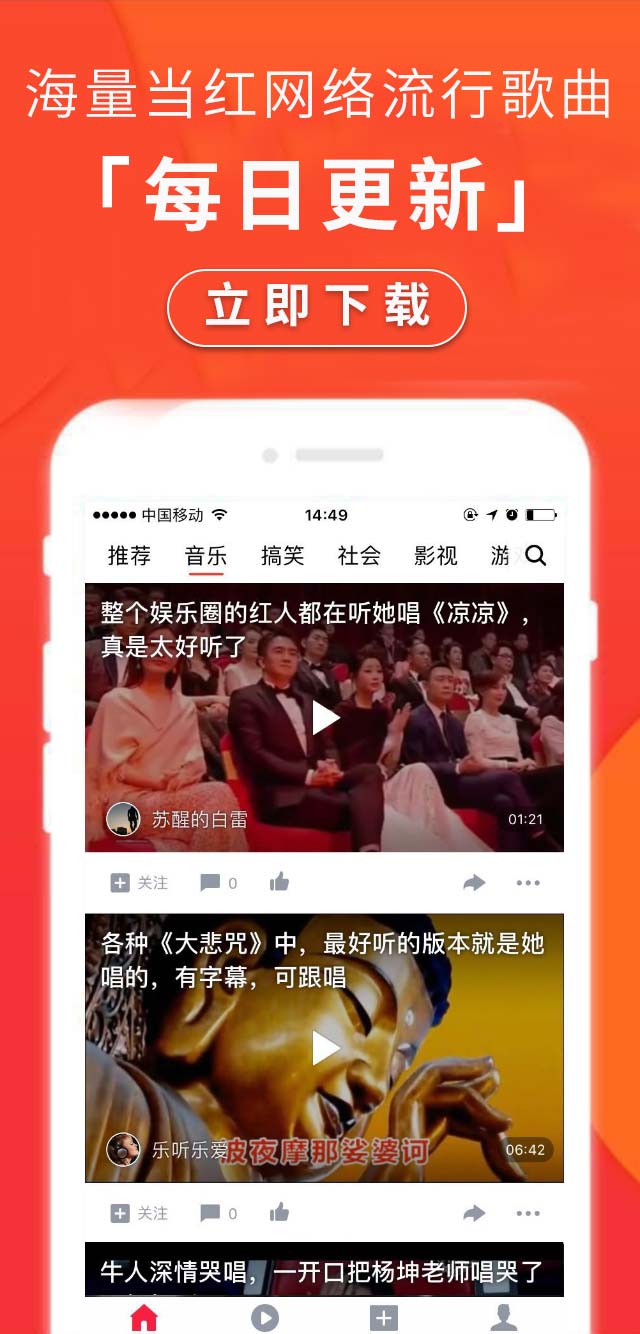 海量当红网络流行歌曲
「每日更新」
立即下载
中国移动 14:49
推荐 音乐 搞笑 社会 影视 游
整个娱乐圈的红人都在听她唱《凉凉》，
真是太好听了
苏醒的白雷 01:21
关注 0
各种《大悲咒》中，最好听的版本就是她
唱的，有字幕，可跟唱
乐听乐爱
波夜摩那娑婆诃
06:42
关注 0
牛人深情哭唱，一开口把杨坤老师唱哭了